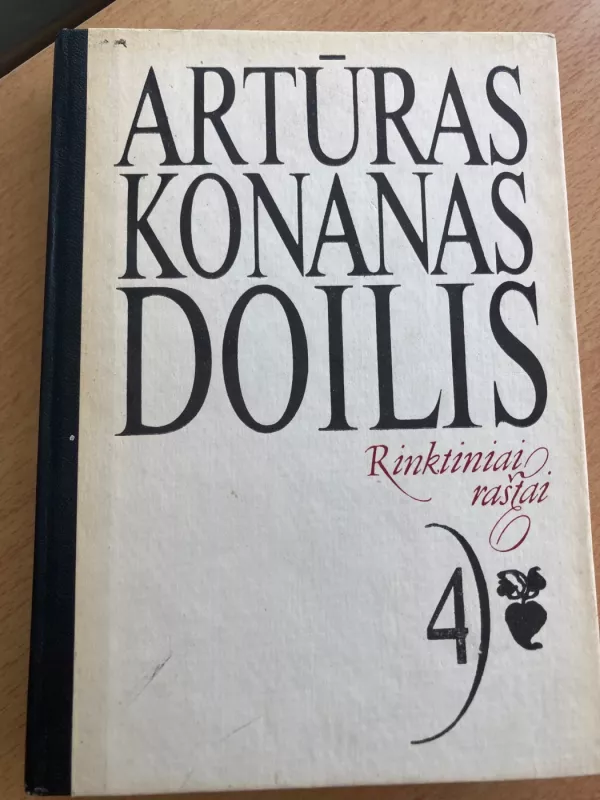 ARTŪRAS
KONANAS
DOILIS
Rinktiniai
raštai
4)